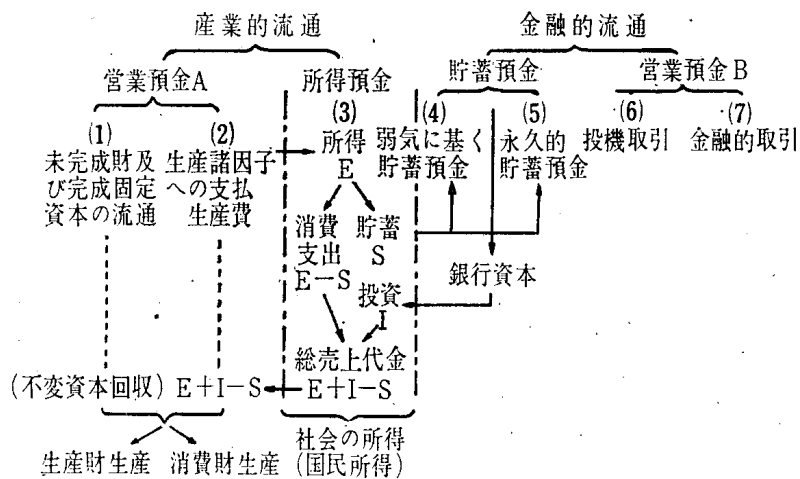 産業的流通
金融的流通
営業預金A
所得預金
貯蓄預金
営業預金B
(1)
未完成財及
び完成固定
資本の流通
(2)
生産諸因子
への支払
生産費
(3)
所得
E
(4)
弱気に基く
貯蓄預金
(5)
永久的
貯蓄預金
(6)
投機取引
(7)
金融的取引
消費
支出
E－S
貯蓄
S
銀行資本
投資
I
総売上代金
(不変資本回収) E+I－S
E+I－S
社会の所得
(国民所得)
生産財生産
消費財生産